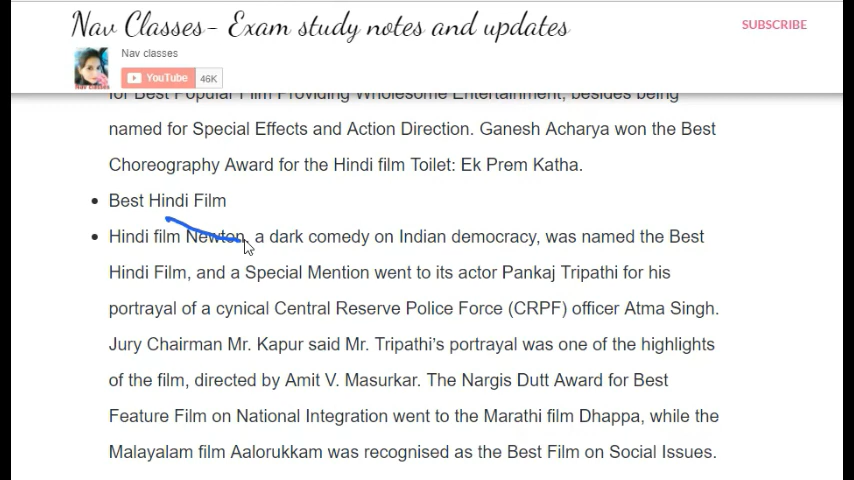 Nav Classes- Exam study notes and updates
SUBSCRIBE
Nav classes
YouTube 46K
for Best Popular Film Providing Wholesome Entertainment, besides being
named for Special Effects and Action Direction. Ganesh Acharya won the Best
Choreography Award for the Hindi film Toilet: Ek Prem Katha.
• Best Hindi Film
• Hindi film Newton, a dark comedy on Indian democracy, was named the Best
Hindi Film, and a Special Mention went to its actor Pankaj Tripathi for his
portrayal of a cynical Central Reserve Police Force (CRPF) officer Atma Singh.
Jury Chairman Mr. Kapur said Mr. Tripathi's portrayal was one of the highlights
of the film, directed by Amit V. Masurkar. The Nargis Dutt Award for Best
Feature Film on National Integration went to the Marathi film Dhappa, while the
Malayalam film Aalorukkam was recognised as the Best Film on Social Issues.